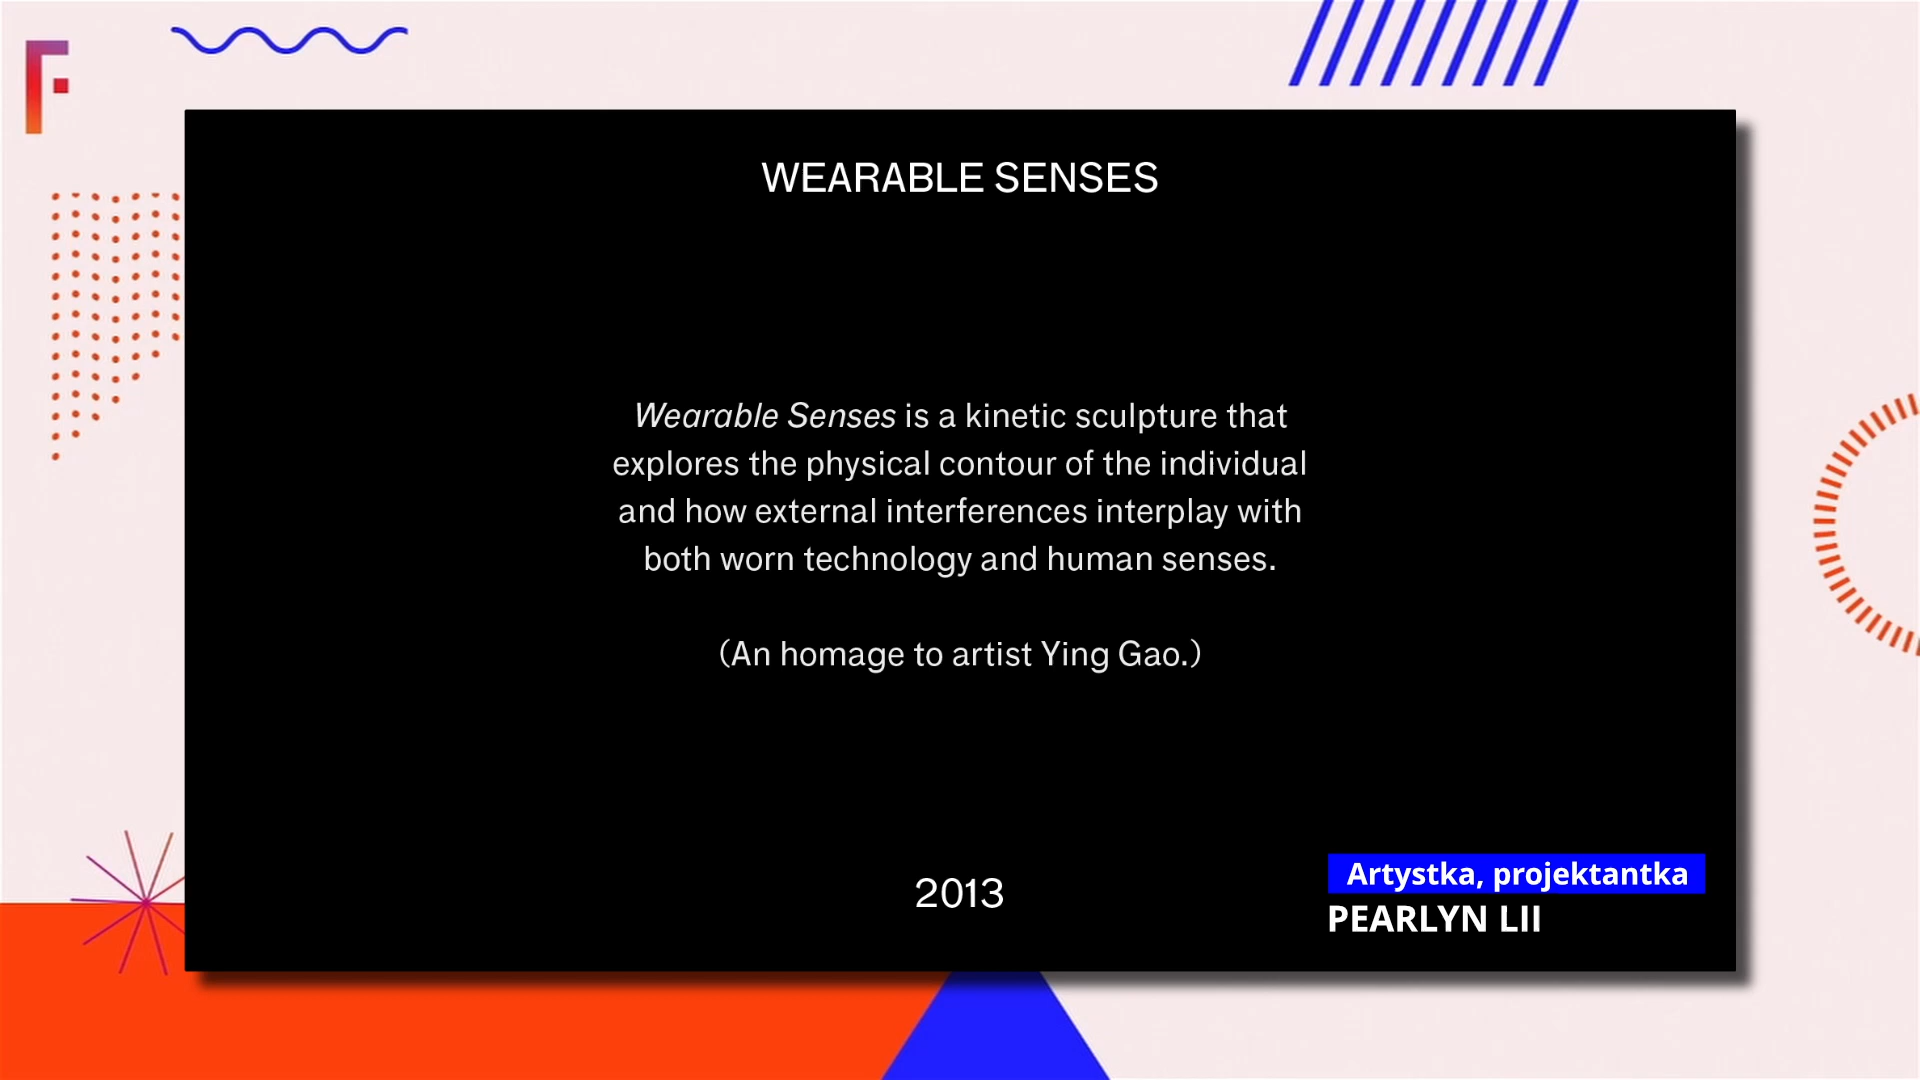 WEARABLE SENSES
Wearable Senses is a kinetic sculpture that
explores the physical contour of the individual
and how external interferences interplay with
both worn technology and human senses.
(An homage to artist Ying Gao.)
2013
Artystka, projektantka
PEARLYN LII